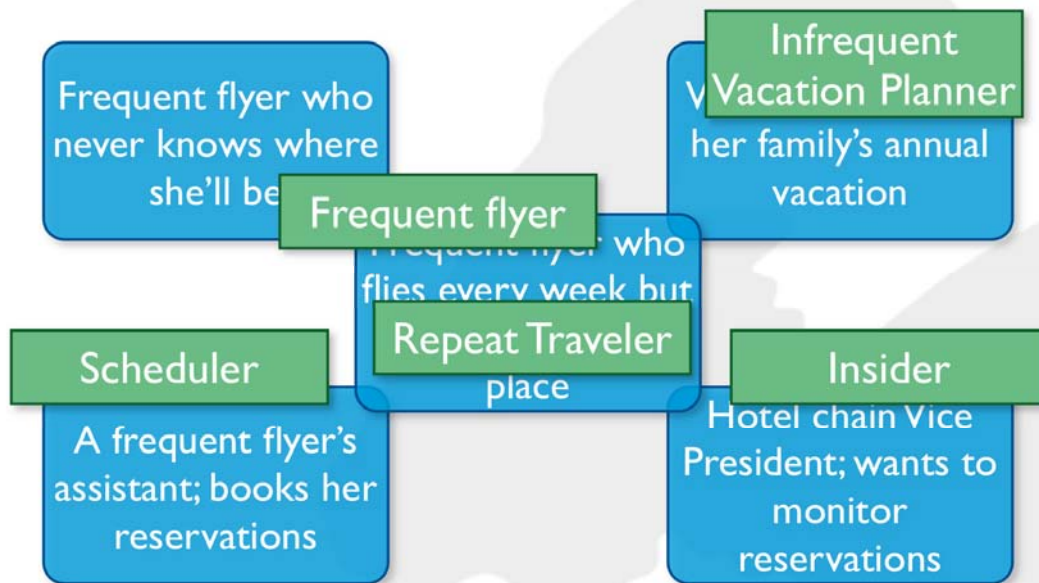 Frequent flyer who
never knows where
she'll be
Infrequent
Vacation Planner
her family's annual
vacation
Frequent flyer
Frequent flyer who
flies every week but
Repeat Traveler
place
Scheduler
A frequent flyer's
assistant; books her
reservations
Insider
Hotel chain Vice
President; wants to
monitor
reservations